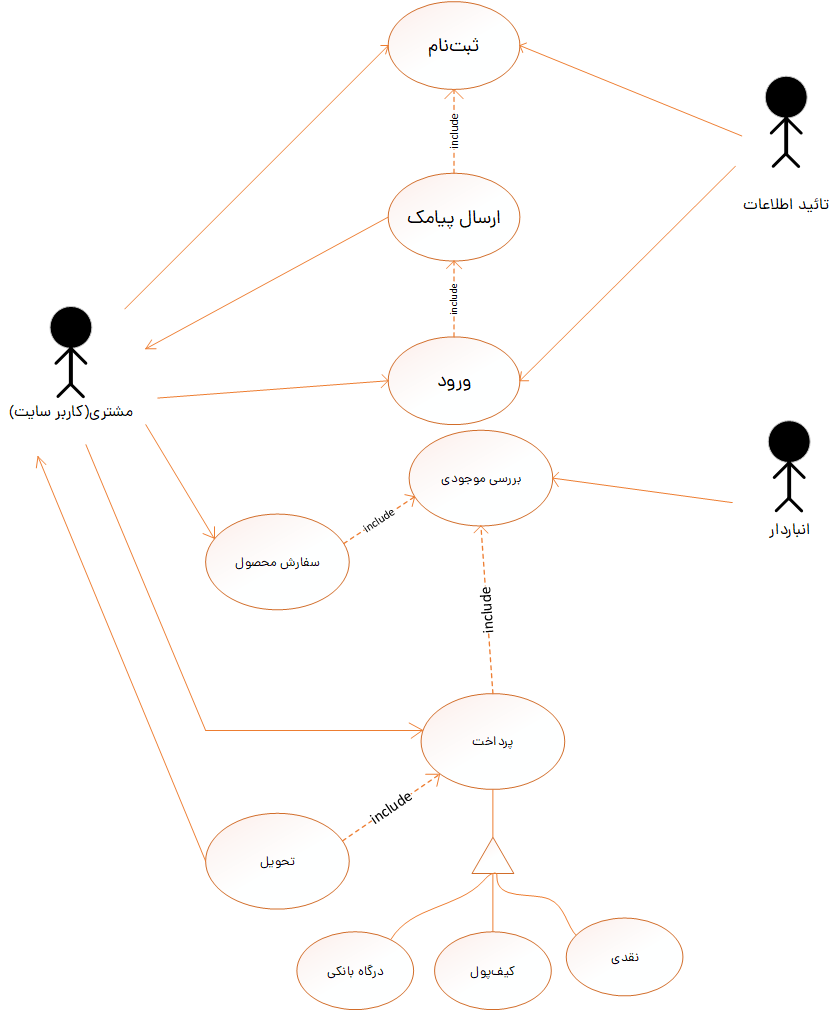 ثبت‌نام
include
تائید اطلاعات
ارسال پیامک
include
ورود
مشتری(کاربر سایت)
بررسی موجودی
include
انباردار
سفارش محصول
include
پرداخت
include
تحویل
نقدی
کیف‌پول
درگاه بانکی